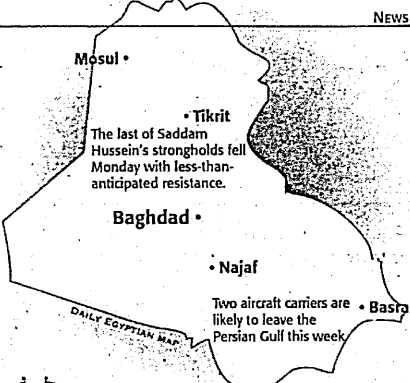 NEWS
Mosul
Tikrit
The last of Saddam
Hussein's strongholds fell
Monday with less-than-
anticipated resistance.
Baghdad
Najaf
Two aircraft carriers are
likely to leave the
Persian Gulf this week
Basra
DAILY EGYPTIAN MAP